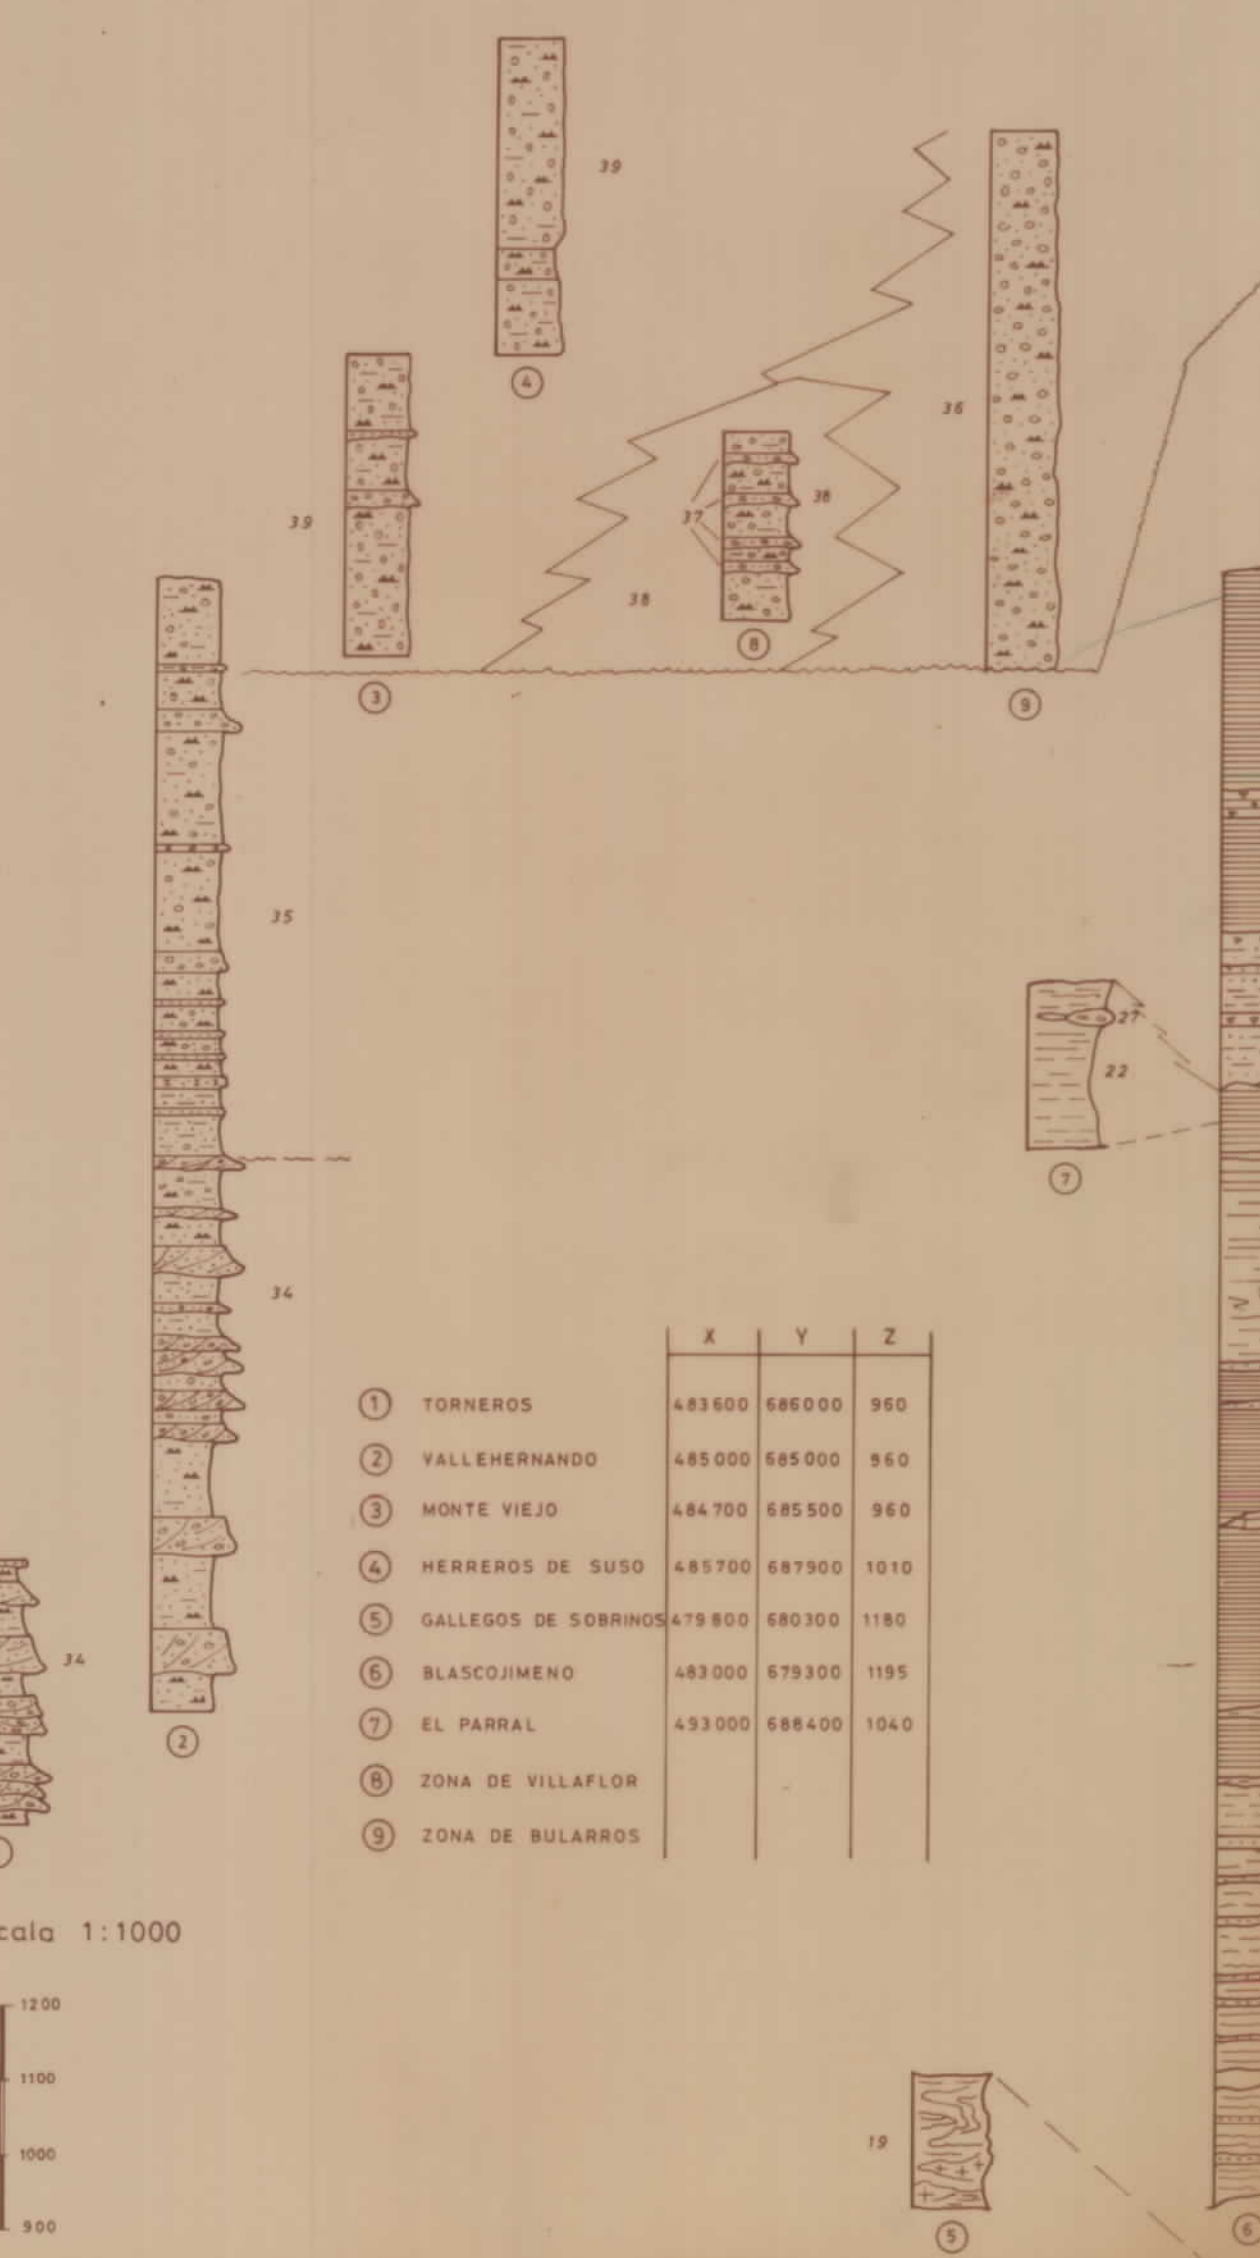 39
4
36
39
37
38
38
8
3
9
35
27
22
7
34
X Y Z
1 TORNEROS 483600 686000 960
2 VALLEHERNANDO 485000 685000 960
3 MONTE VIEJO 484700 685500 960
4 HERREROS DE SUSO 485700 687900 1010
5 GALLEGOS DE SOBRINOS 479800 680300 1180
6 BLASCOJIMENO 483000 679300 1195
7 EL PARRAL 493000 688400 1040
8 ZONA DE VILLAFLOR
9 ZONA DE BULARROS
34
2
cala 1:1000
1200
1100
1000
900
19
5
6